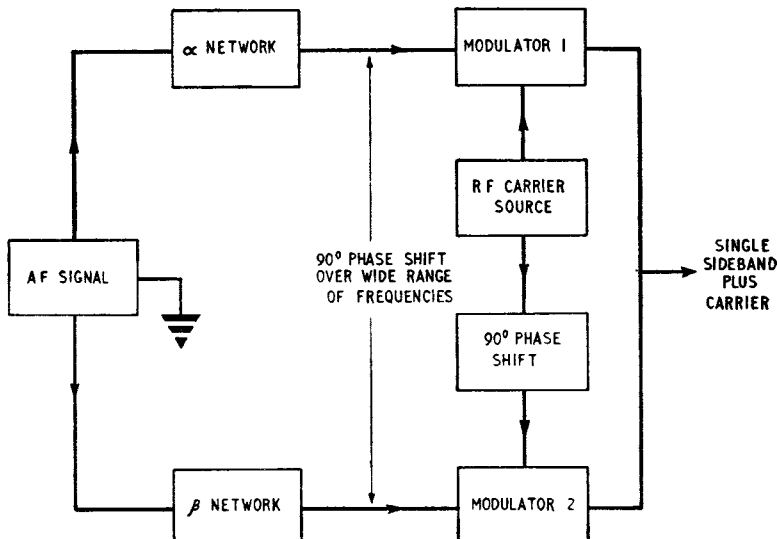 ∝ NETWORK
MODULATOR 1
RF CARRIER
SOURCE
AF SIGNAL
90° PHASE SHIFT
OVER WIDE RANGE
OF FREQUENCIES
SINGLE
SIDEBAND
PLUS
CARRIER
90° PHASE
SHIFT
β NETWORK
MODULATOR 2